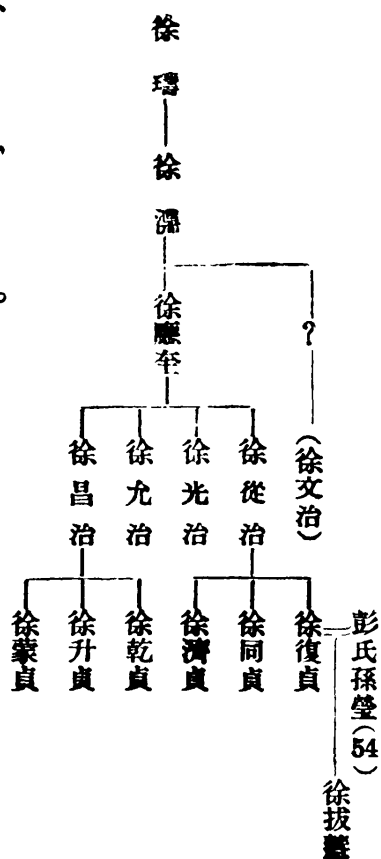 徐
徐
？
徐應奎
(徐文治)
徐從治
徐光治
徐允治
徐昌治
彭氏孫瑩(54)
徐復貞
徐同貞
徐濟貞
徐乾貞
徐升貞
徐蒙貞
徐拔